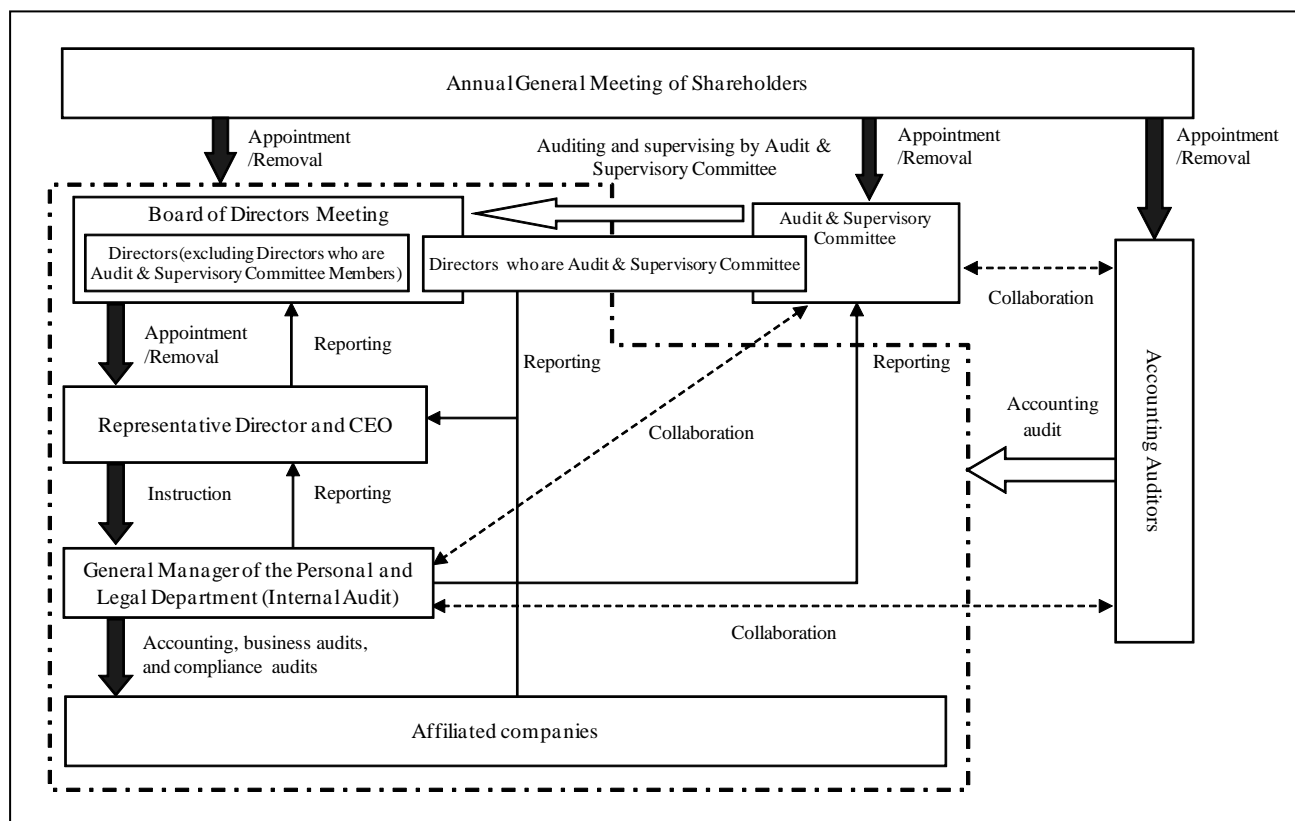 Annual General Meeting of Shareholders
Appointment
/Removal
Auditing and supervising by Audit &
Supervisory Committee
Appointment
/Removal
Appointment
/Removal
Board of Directors Meeting
Directors (excluding Directors who are
Audit & Supervisory Committee Members)
Directors who are Audit & Supervisory Committee
Audit & Supervisory
Committee
Collaboration
Appointment
/Removal
Reporting
Reporting
Reporting
Representative Director and CEO
Collaboration
Accounting
audit
Accounting Auditors
Instruction
Reporting
General Manager of the Personal and
Legal Department (Internal Audit)
Collaboration
Accounting, business audits,
and compliance audits
Affiliated companies